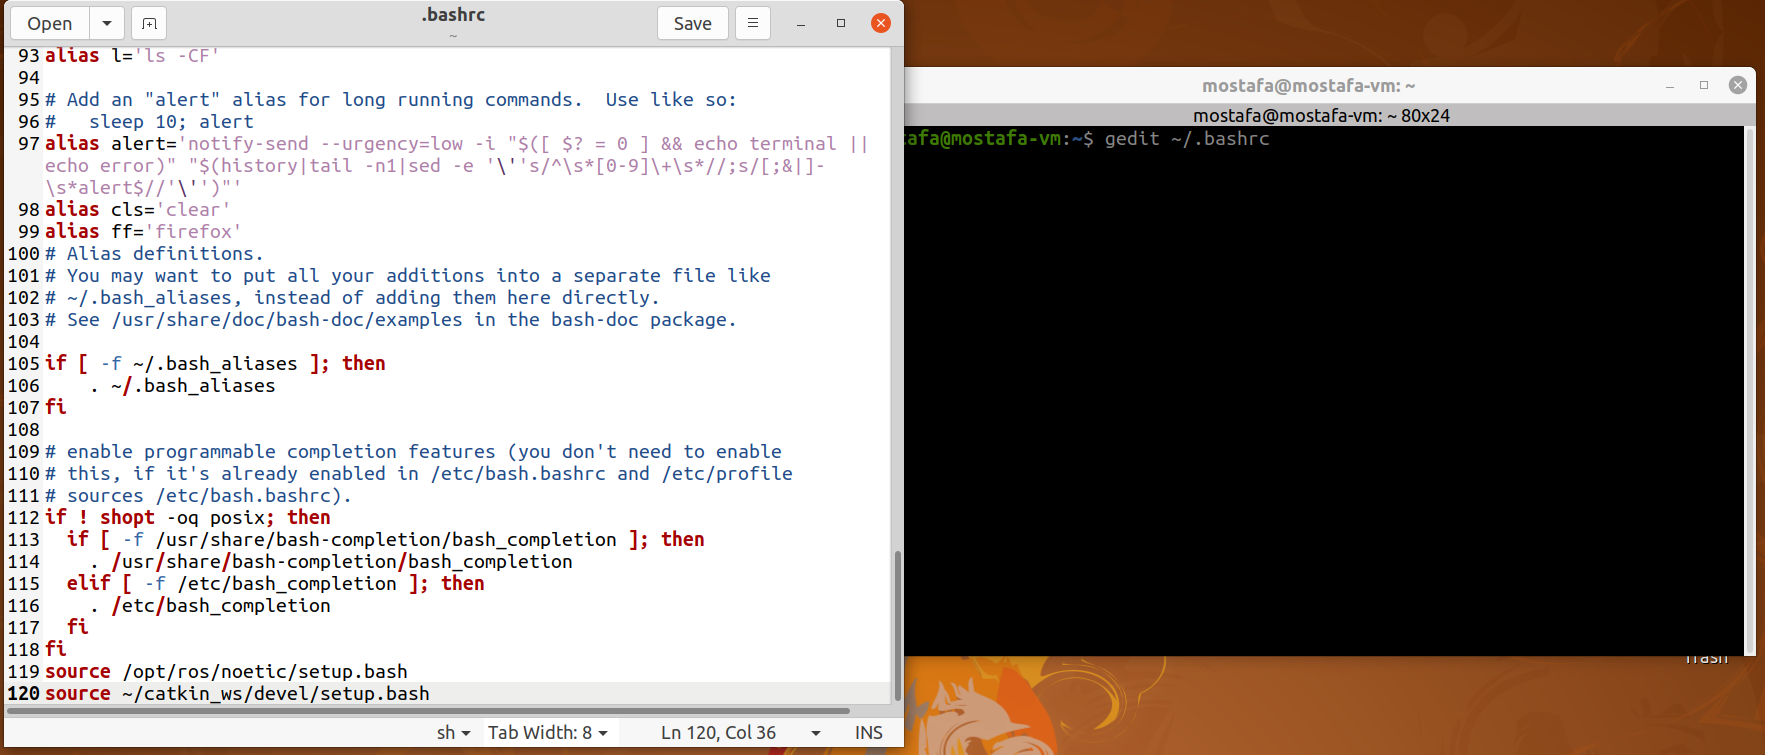 Open
.bashrc
~
Save
93 alias l='ls -CF'
94
95 # Add an "alert" alias for long running commands.  Use like so:
96 #   sleep 10; alert
97 alias alert='notify-send --urgency=low -i "$([ $? = 0 ] && echo terminal ||
echo error)" "$(history|tail -n1|sed -e '\''s/^\s*[0-9]\+\s*//;s/[;&|]-
\s*alert$//'\'')"'
98 alias cls='clear'
99 alias ff='firefox'
100 # Alias definitions.
101 # You may want to put all your additions into a separate file like
102 # ~/.bash_aliases, instead of adding them here directly.
103 # See /usr/share/doc/bash-doc/examples in the bash-doc package.
104
105 if [ -f ~/.bash_aliases ]; then
106     . ~/.bash_aliases
107 fi
108
109 # enable programmable completion features (you don't need to enable
110 # this, if it's already enabled in /etc/bash.bashrc and /etc/profile
111 # sources /etc/bash.bashrc).
112 if ! shopt -oq posix; then
113   if [ -f /usr/share/bash-completion/bash_completion ]; then
114     . /usr/share/bash-completion/bash_completion
115   elif [ -f /etc/bash_completion ]; then
116     . /etc/bash_completion
117   fi
118 fi
119 source /opt/ros/noetic/setup.bash
120 source ~/catkin_ws/devel/setup.bash
sh Tab Width: 8 Ln 120, Col 36 INS
mostafa@mostafa-vm: ~
mostafa@mostafa-vm: ~ 80x24
tafa@mostafa-vm:~$ gedit ~/.bashrc
Trash